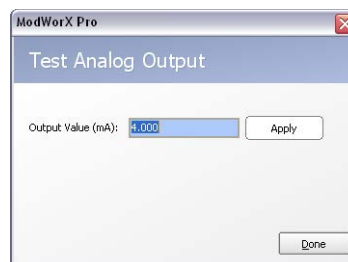 ModWorX Pro
Test Analog Output
Output Value (mA): 4.000 Apply
Done